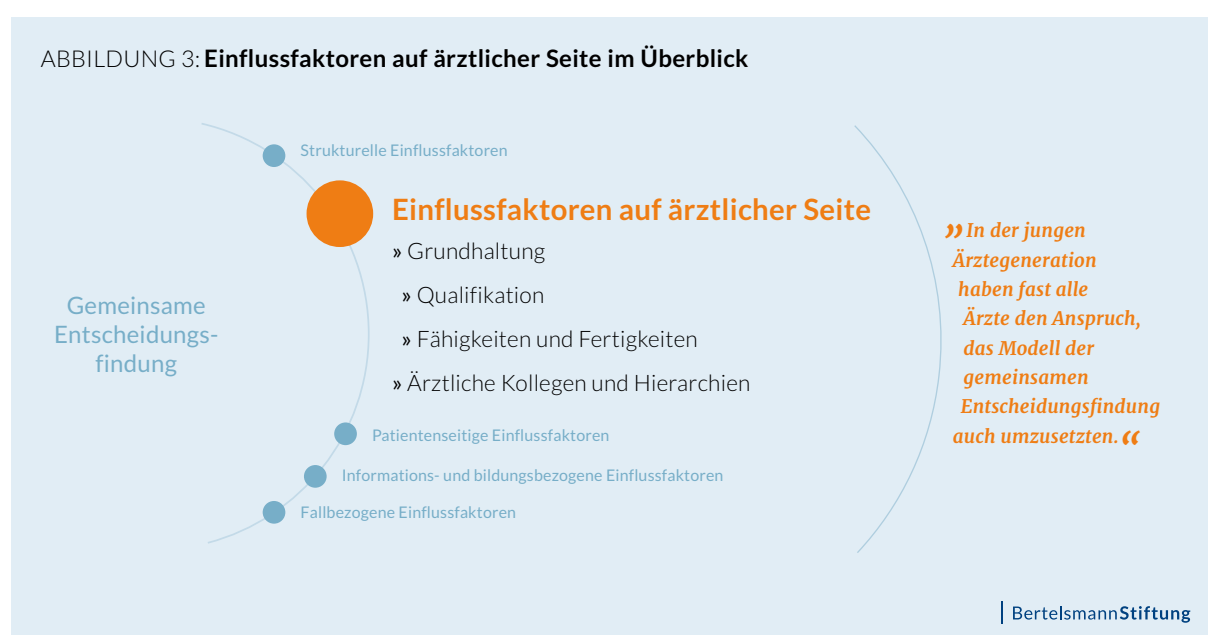 ABBILDUNG 3: Einflussfaktoren auf ärztlicher Seite im Überblick
Strukturelle Einflussfaktoren
Einflussfaktoren auf ärztlicher Seite
» Grundhaltung
» Qualifikation
» Fähigkeiten und Fertigkeiten
» Ärztliche Kollegen und Hierarchien
Gemeinsame
Entscheidungs-
findung
Patientenseitige Einflussfaktoren
Informations- und bildungsbezogene Einflussfaktoren
Fallbezogene Einflussfaktoren
» In der jungen
Ärztegeneration
haben fast alle
Ärzte den Anspruch,
das Modell der
gemeinsamen
Entscheidungsfindung
auch umzusetzten. «
BertelsmannStiftung